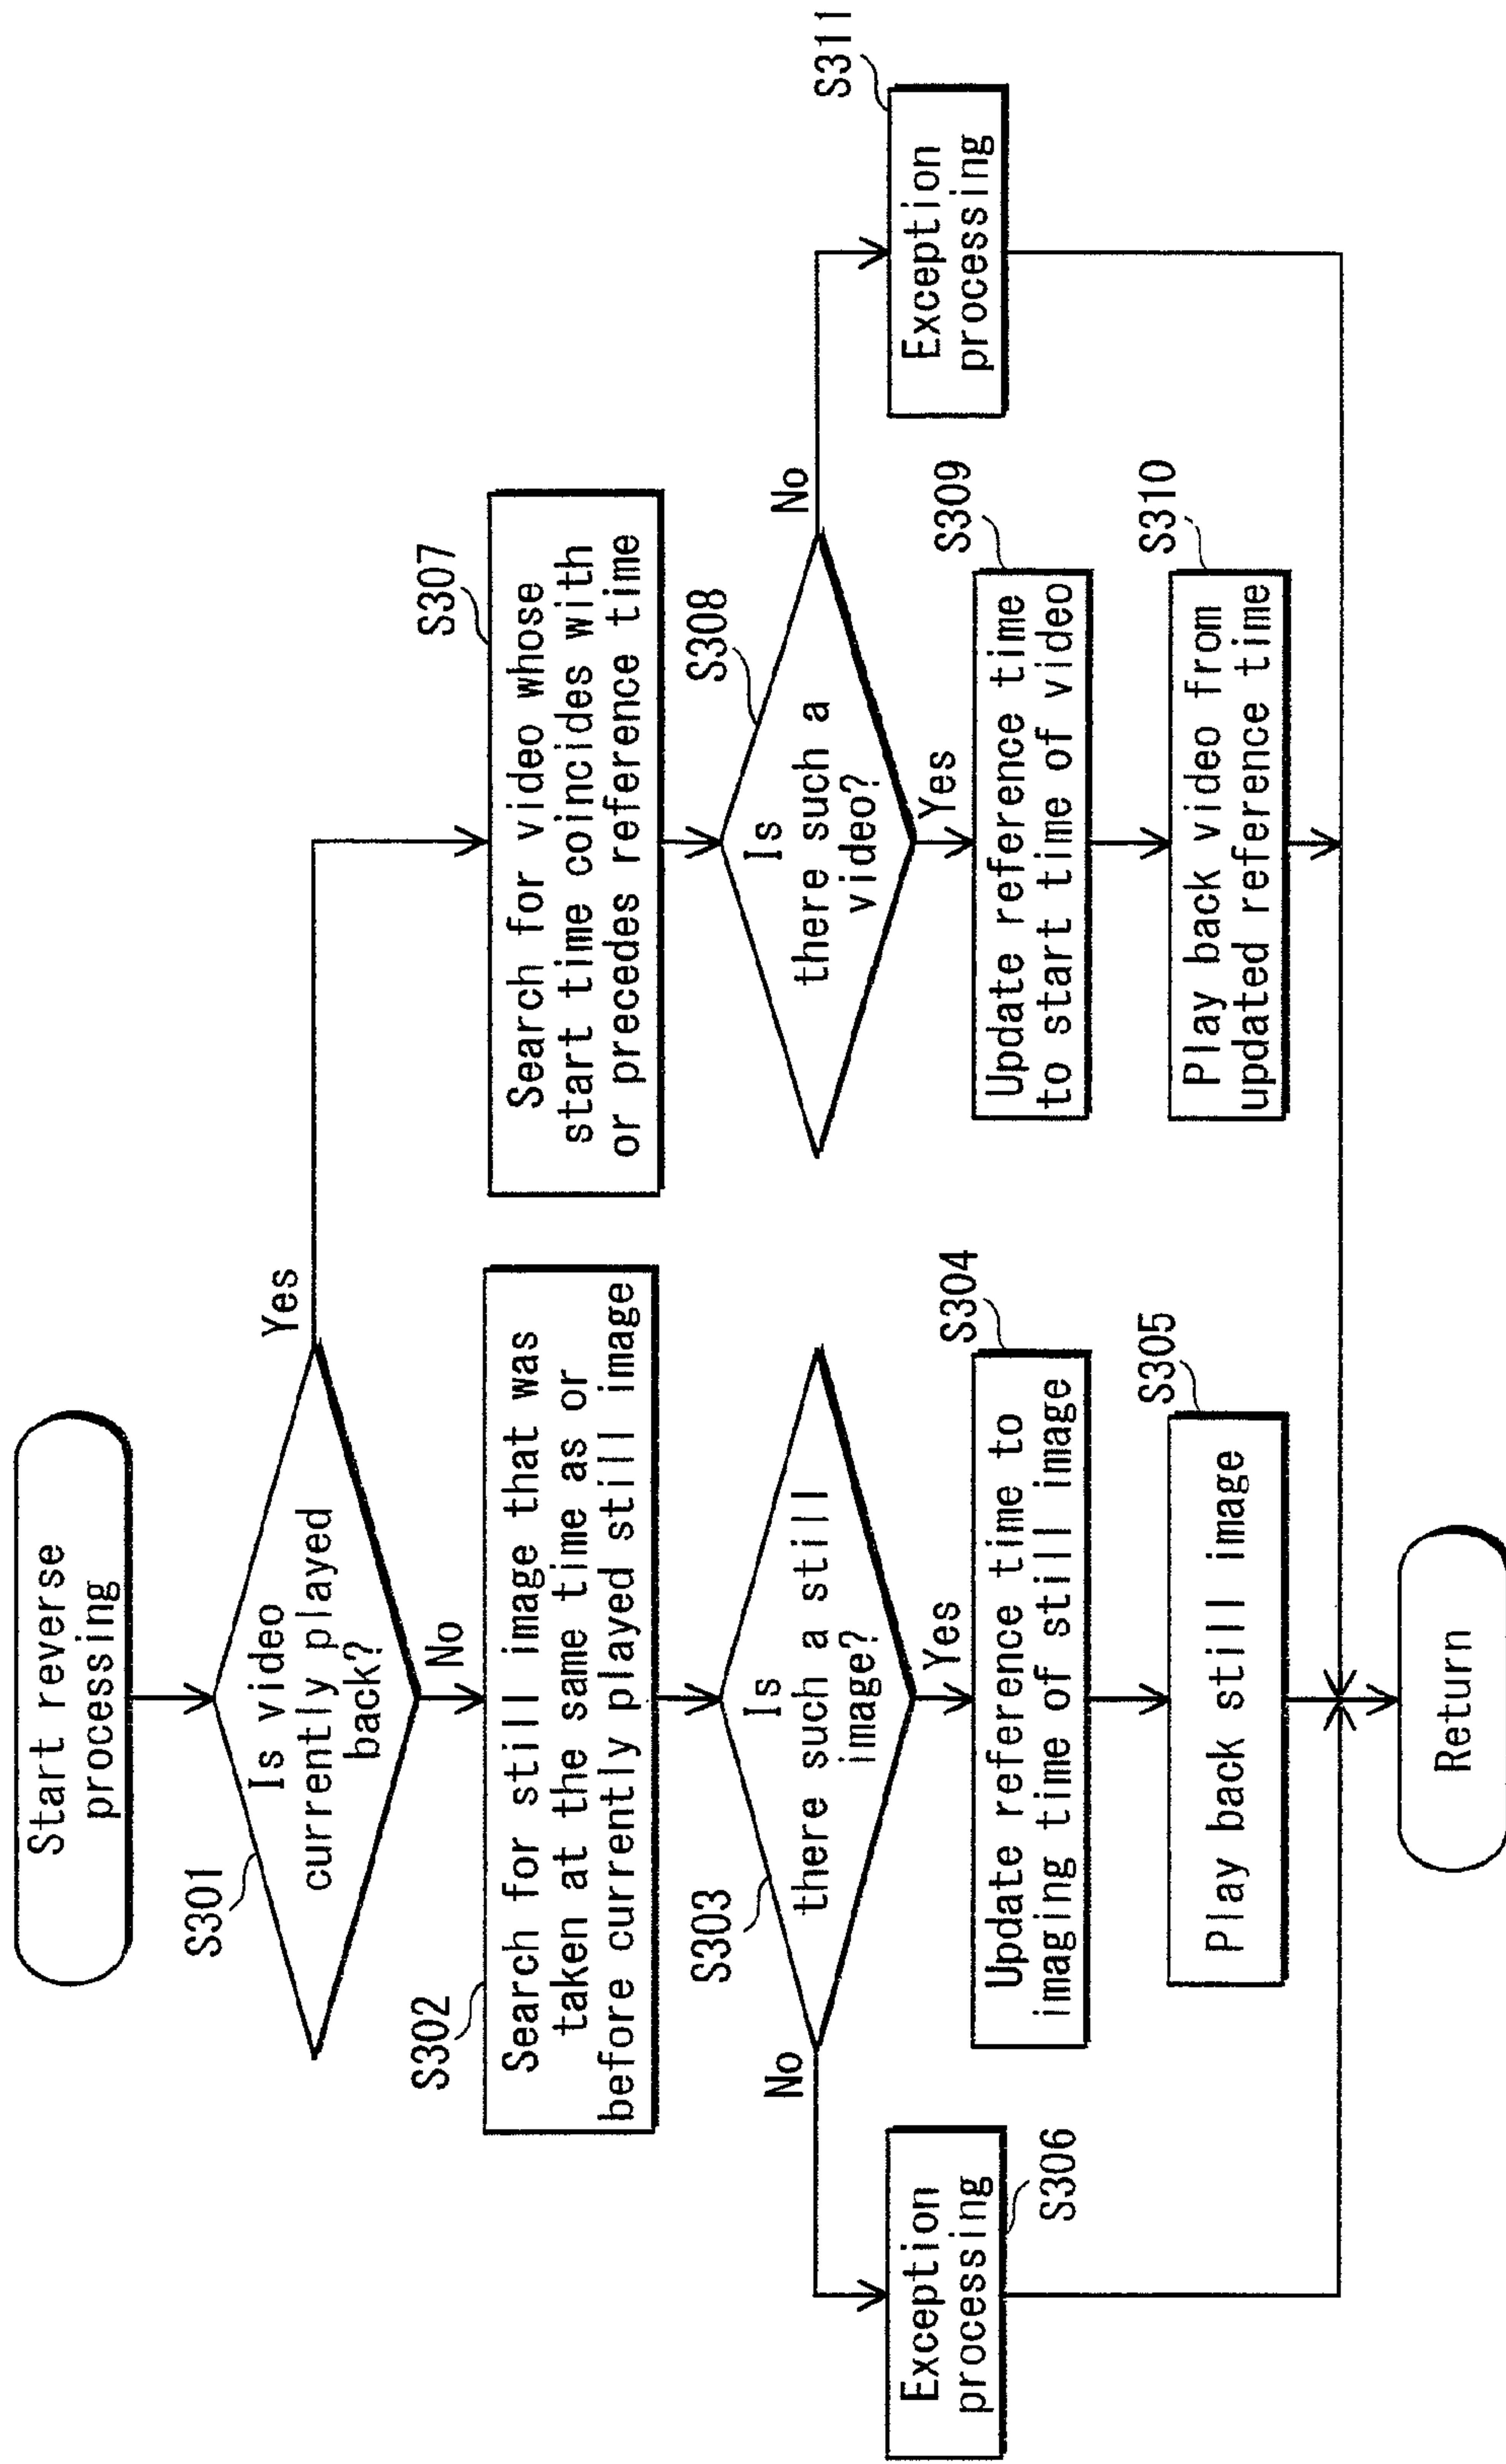 Start reverse
processing
S301
Is video
currently played
back?
Yes
No
S302
Search for still image that was
taken at the same time as or
before currently played still image
S307
Search for video whose
start time coincides with
or precedes reference time
S303
Is
there such a still
image?
No
Yes
S308
Is
there such a
video?
No
Yes
S306
Exception
processing
S304
Update reference time to
imaging time of still image
S309
Update reference time
to start time of video
S311
Exception
processing
S305
Play back still image
S310
Play back video from
updated reference time
Return